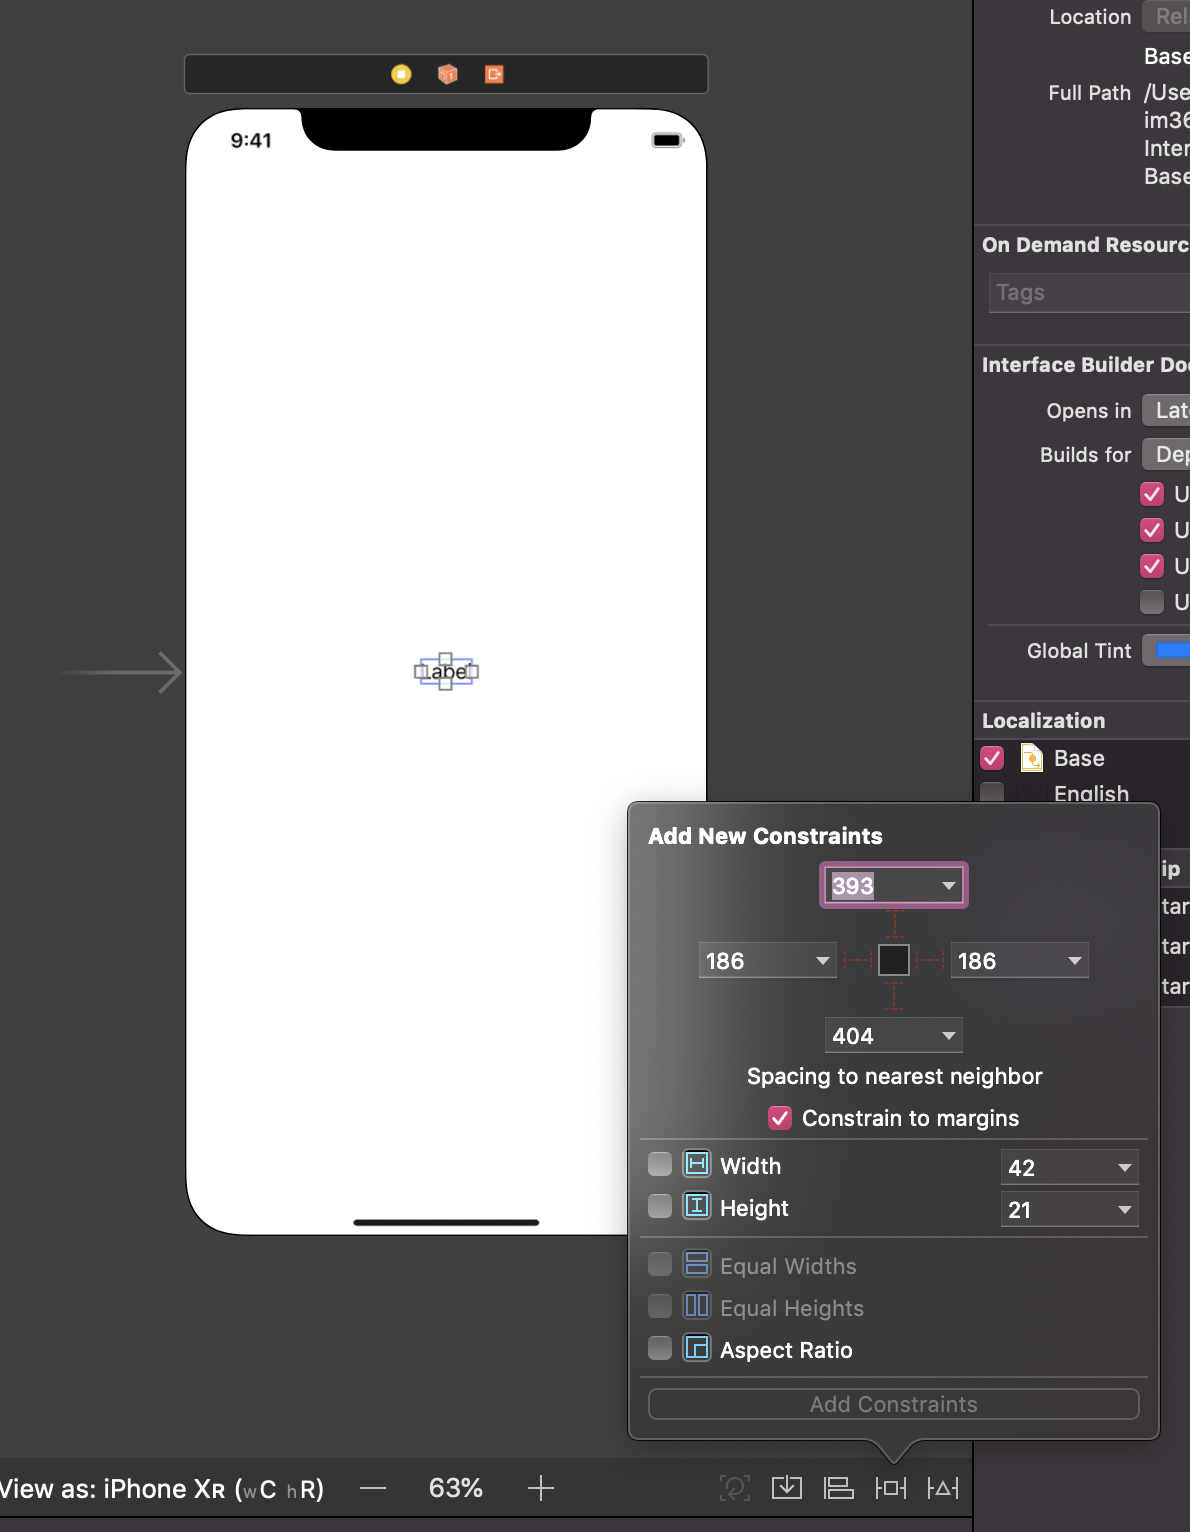 Location Rel
Base
Full Path /Use
im36
Inter
Base
9:41
On Demand Resourc
Tags
Interface Builder Do
Opens in Lat
Builds for Dep
U
U
U
U
Global Tint
Label
Localization
Base
English
Add New Constraints
393
186 186
404
Spacing to nearest neighbor
Constrain to margins
Width 42
Height 21
Equal Widths
Equal Heights
Aspect Ratio
Add Constraints
ip
tar
tar
tar
View as: iPhone XR (wC hR) — 63% +